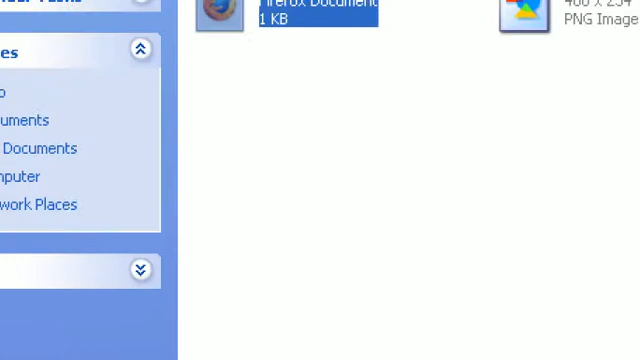 Firefox Document
1 KB
PNG Image
es
uments
Documents
mputer
work Places